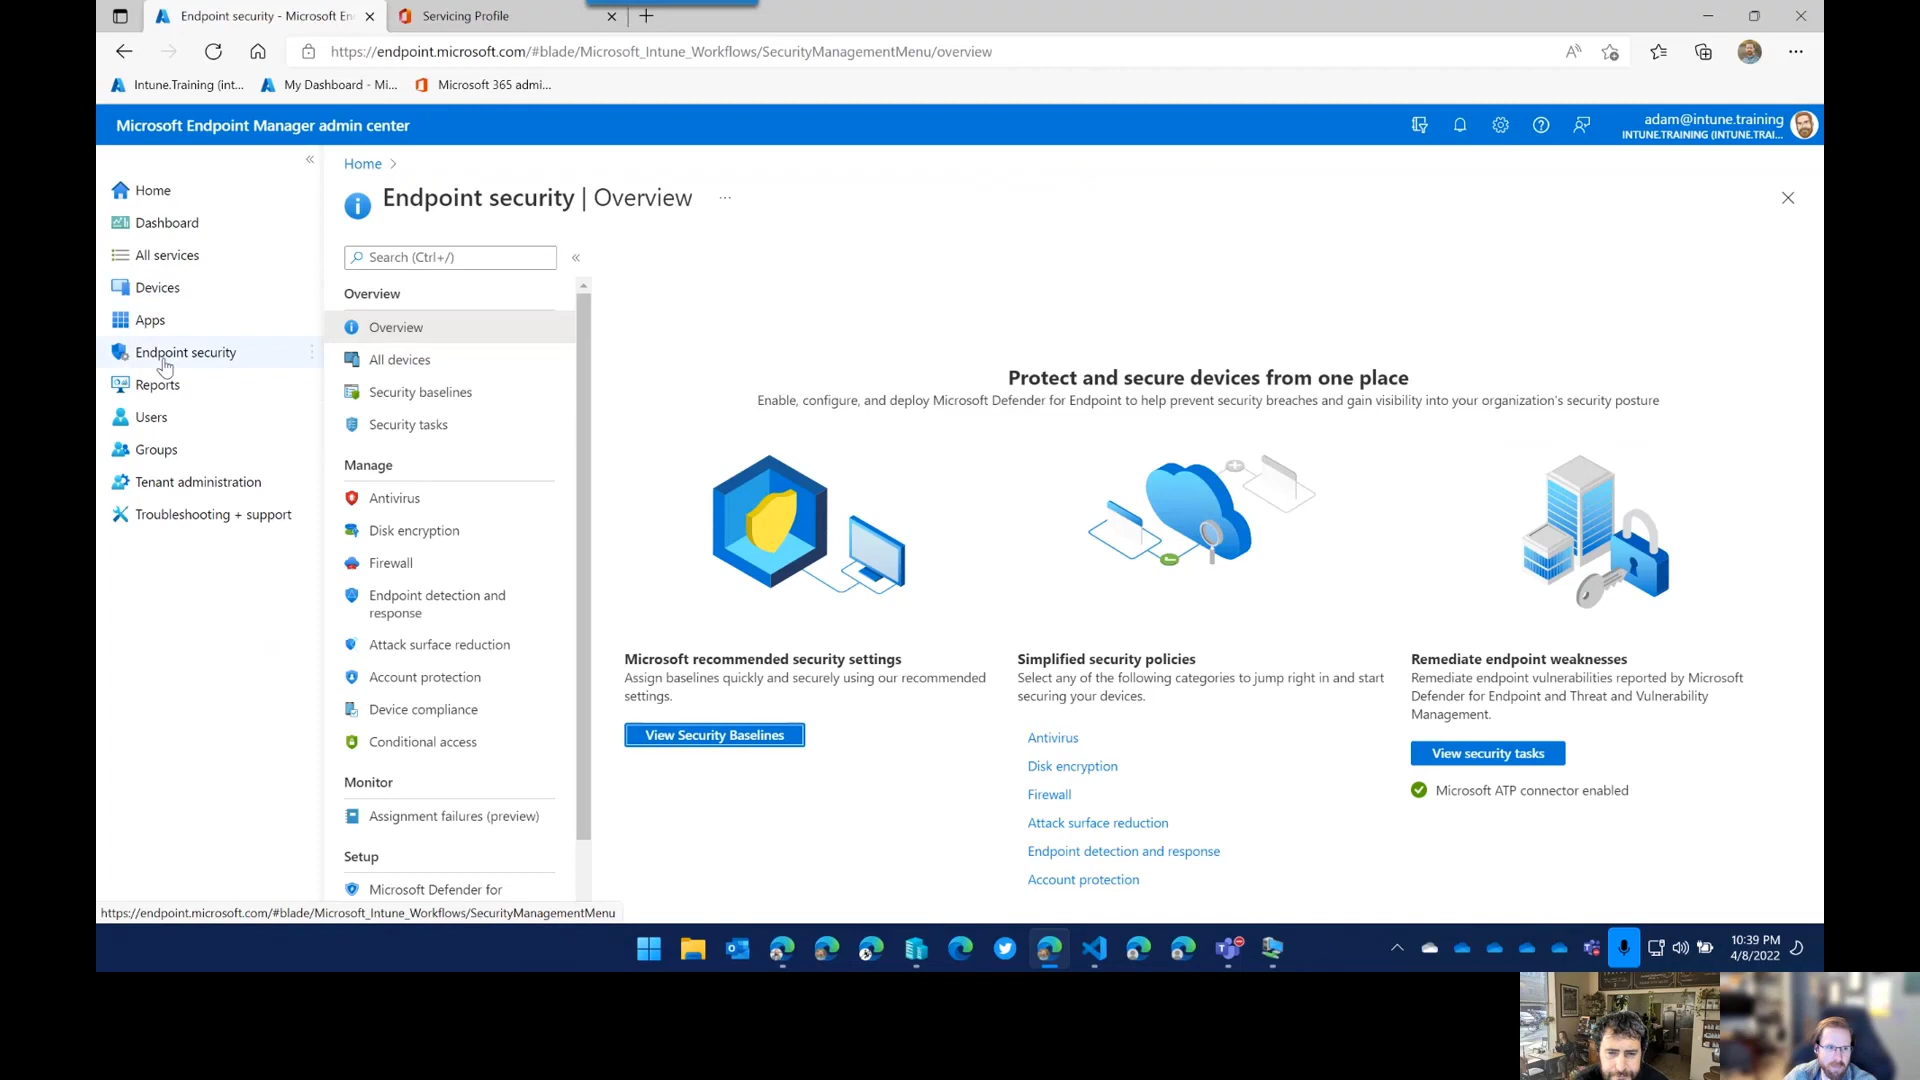 Endpoint security - Microsoft En
Servicing Profile
https://endpoint.microsoft.com/#blade/Microsoft_Intune_Workflows/SecurityManagementMenu/overview
Intune.Training (int...
My Dashboard - Mi...
Microsoft 365 admi...
Microsoft Endpoint Manager admin center
adam@intune.training
INTUNE.TRAINING (INTUNE.TRAI...
Home
Dashboard
All services
Devices
Apps
Endpoint security
Reports
Users
Groups
Tenant administration
Troubleshooting + support
Home >
Endpoint security | Overview ...
Search (Ctrl+/)
Overview
Overview
All devices
Security baselines
Security tasks
Manage
Antivirus
Disk encryption
Firewall
Endpoint detection and
response
Attack surface reduction
Account protection
Device compliance
Conditional access
Monitor
Assignment failures (preview)
Setup
Microsoft Defender for
Protect and secure devices from one place
Enable, configure, and deploy Microsoft Defender for Endpoint to help prevent security breaches and gain visibility into your organization's security posture
Microsoft recommended security settings
Assign baselines quickly and securely using our recommended
settings.
View Security Baselines
Simplified security policies
Select any of the following categories to jump right in and start
securing your devices.
Antivirus
Disk encryption
Firewall
Attack surface reduction
Endpoint detection and response
Account protection
Remediate endpoint weaknesses
Remediate endpoint vulnerabilities reported by Microsoft
Defender for Endpoint and Threat and Vulnerability
Management.
View security tasks
Microsoft ATP connector enabled
https://endpoint.microsoft.com/#blade/Microsoft_Intune_Workflows/SecurityManagementMenu
10:39 PM
4/8/2022